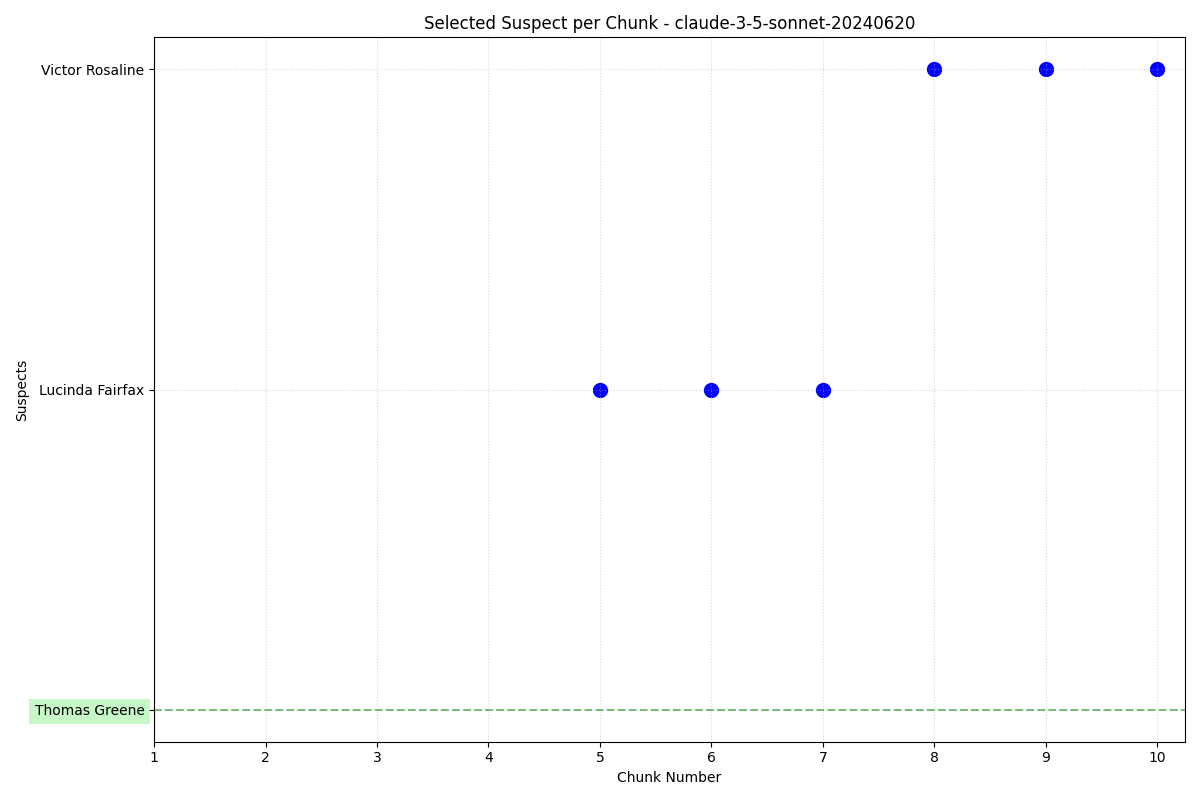 Selected Suspect per Chunk - claude-3-5-sonnet-20240620
Victor Rosaline
Lucinda Fairfax
Thomas Greene
Suspects
1 2 3 4 5 6 7 8 9 10
Chunk Number